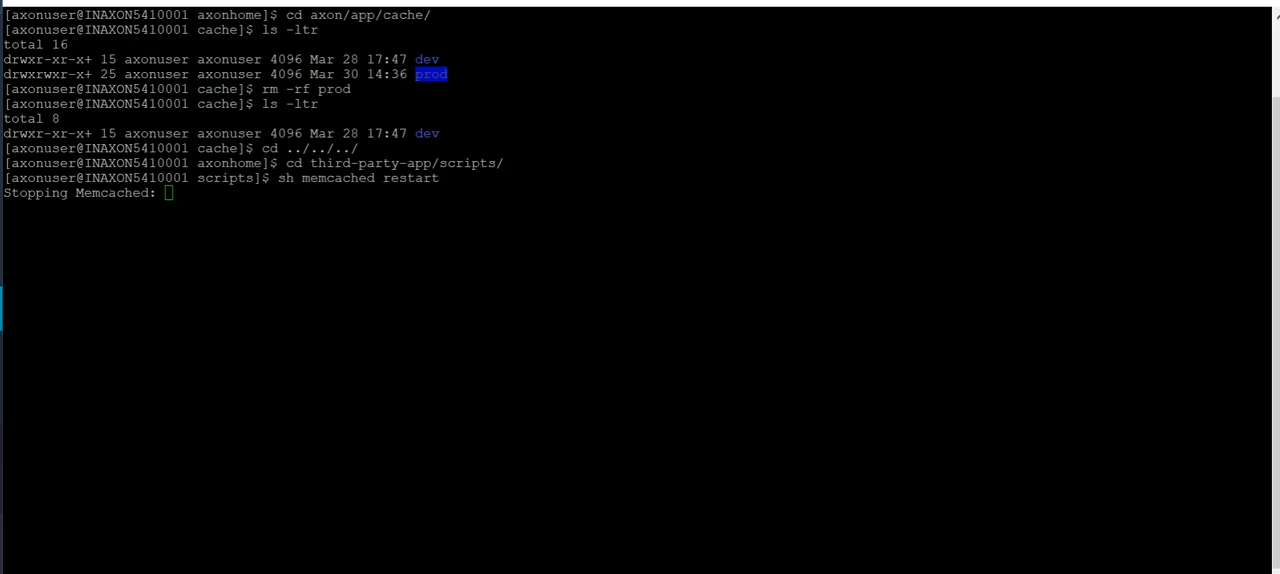 [axonuser@INAXON5410001 axonhome]$ cd axon/app/cache/
[axonuser@INAXON5410001 cache]$ ls -ltr
total 16
drwxr-xr-x+ 15 axonuser axonuser 4096 Mar 28 17:47 dev
drwxrwxr-x+ 25 axonuser axonuser 4096 Mar 30 14:36 prod
[axonuser@INAXON5410001 cache]$ rm -rf prod
[axonuser@INAXON5410001 cache]$ ls -ltr
total 8
drwxr-xr-x+ 15 axonuser axonuser 4096 Mar 28 17:47 dev
[axonuser@INAXON5410001 cache]$ cd ../../../
[axonuser@INAXON5410001 axonhome]$ cd third-party-app/scripts/
[axonuser@INAXON5410001 scripts]$ sh memcached restart
Stopping Memcached: